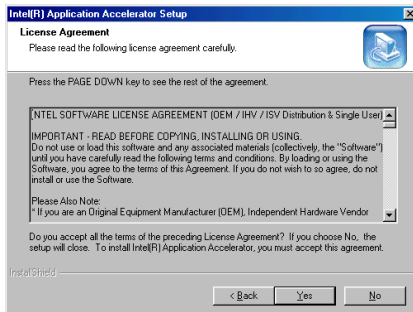 Intel(R) Application Accelerator Setup
License Agreement
Please read the following license agreement carefully.
Press the PAGE DOWN key to see the rest of the agreement.
INTEL SOFTWARE LICENSE AGREEMENT (OEM / IHV / ISV Distribution & Single User)
IMPORTANT - READ BEFORE COPYING, INSTALLING OR USING.
Do not use or load this software and any associated materials (collectively, the "Software")
until you have carefully read the following terms and conditions. By loading or using the
Software, you agree to the terms of this Agreement. If you do not wish to so agree, do not
install or use the Software.
Please Also Note:
* If you are an Original Equipment Manufacturer (OEM), Independent Hardware Vendor
Do you accept all the terms of the preceding License Agreement? If you choose No, the
setup will close. To install Intel(R) Application Accelerator, you must accept this agreement.
InstallShield
< Back
Yes
No